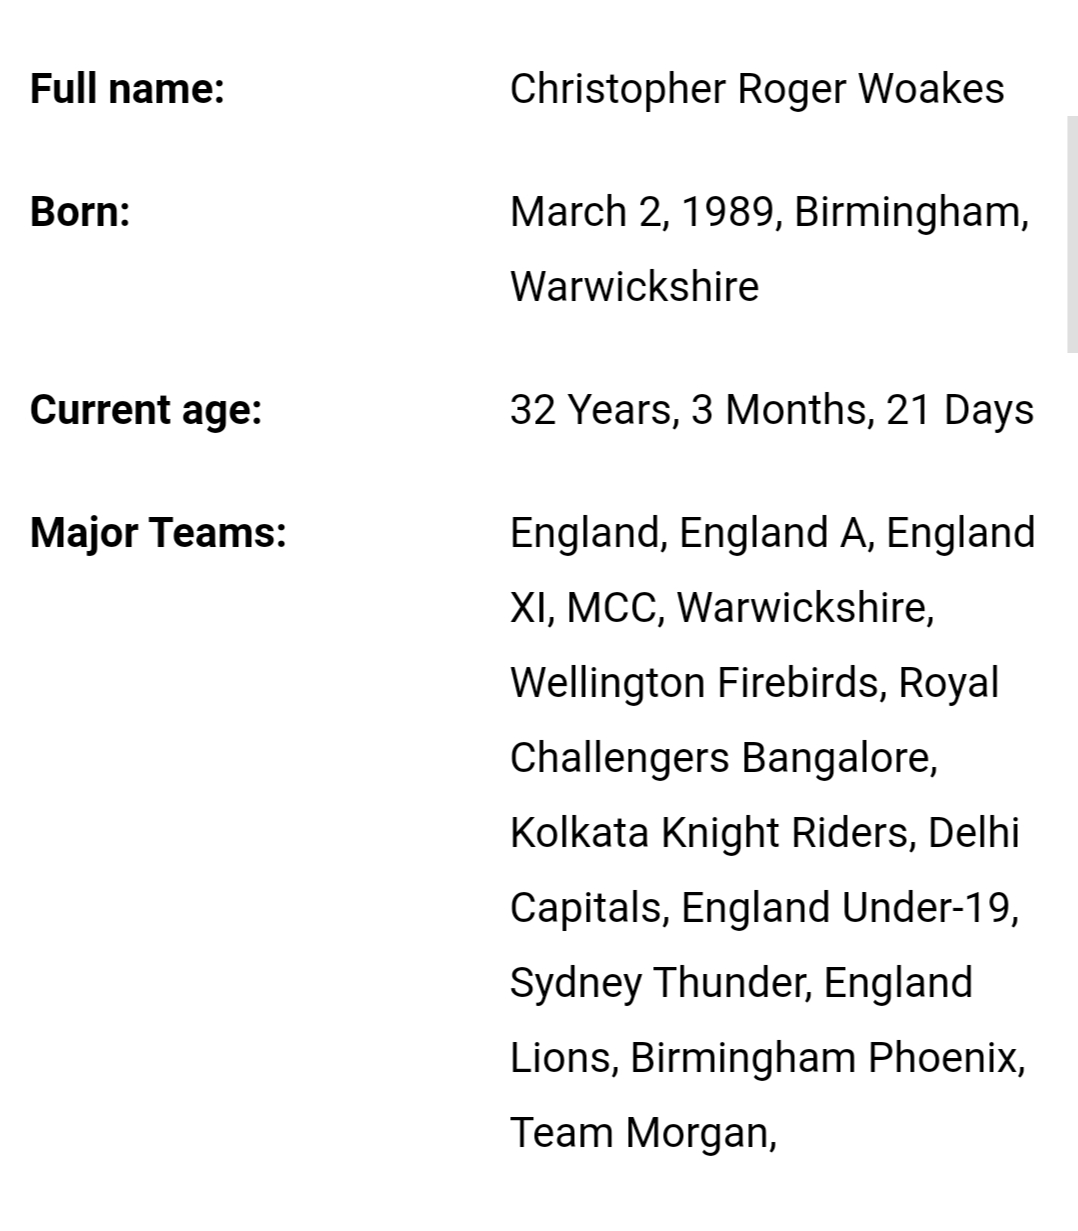 Full name: Christopher Roger Woakes
Born: March 2, 1989, Birmingham,
Warwickshire
Current age: 32 Years, 3 Months, 21 Days
Major Teams: England, England A, England
XI, MCC, Warwickshire,
Wellington Firebirds, Royal
Challengers Bangalore,
Kolkata Knight Riders, Delhi
Capitals, England Under-19,
Sydney Thunder, England
Lions, Birmingham Phoenix,
Team Morgan,